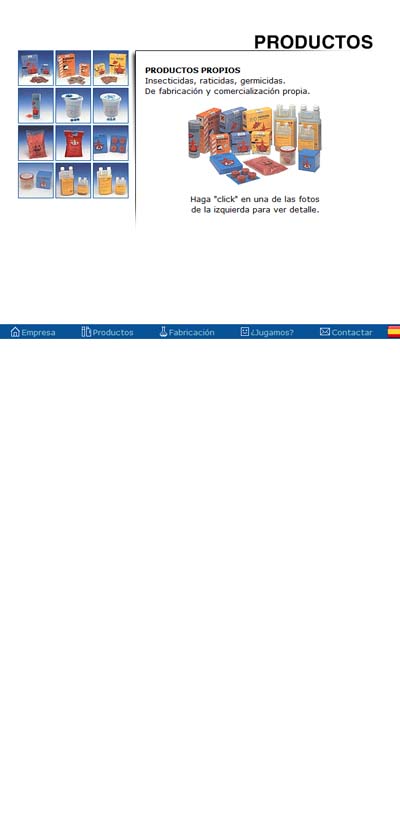 PRODUCTOS
PRODUCTOS PROPIOS
Insecticidas, raticidas, germicidas.
De fabricación y comercialización propia.
Haga "click" en una de las fotos
de la izquierda para ver detalle.
Empresa
Productos
Fabricación
¿Jugamos?
Contactar